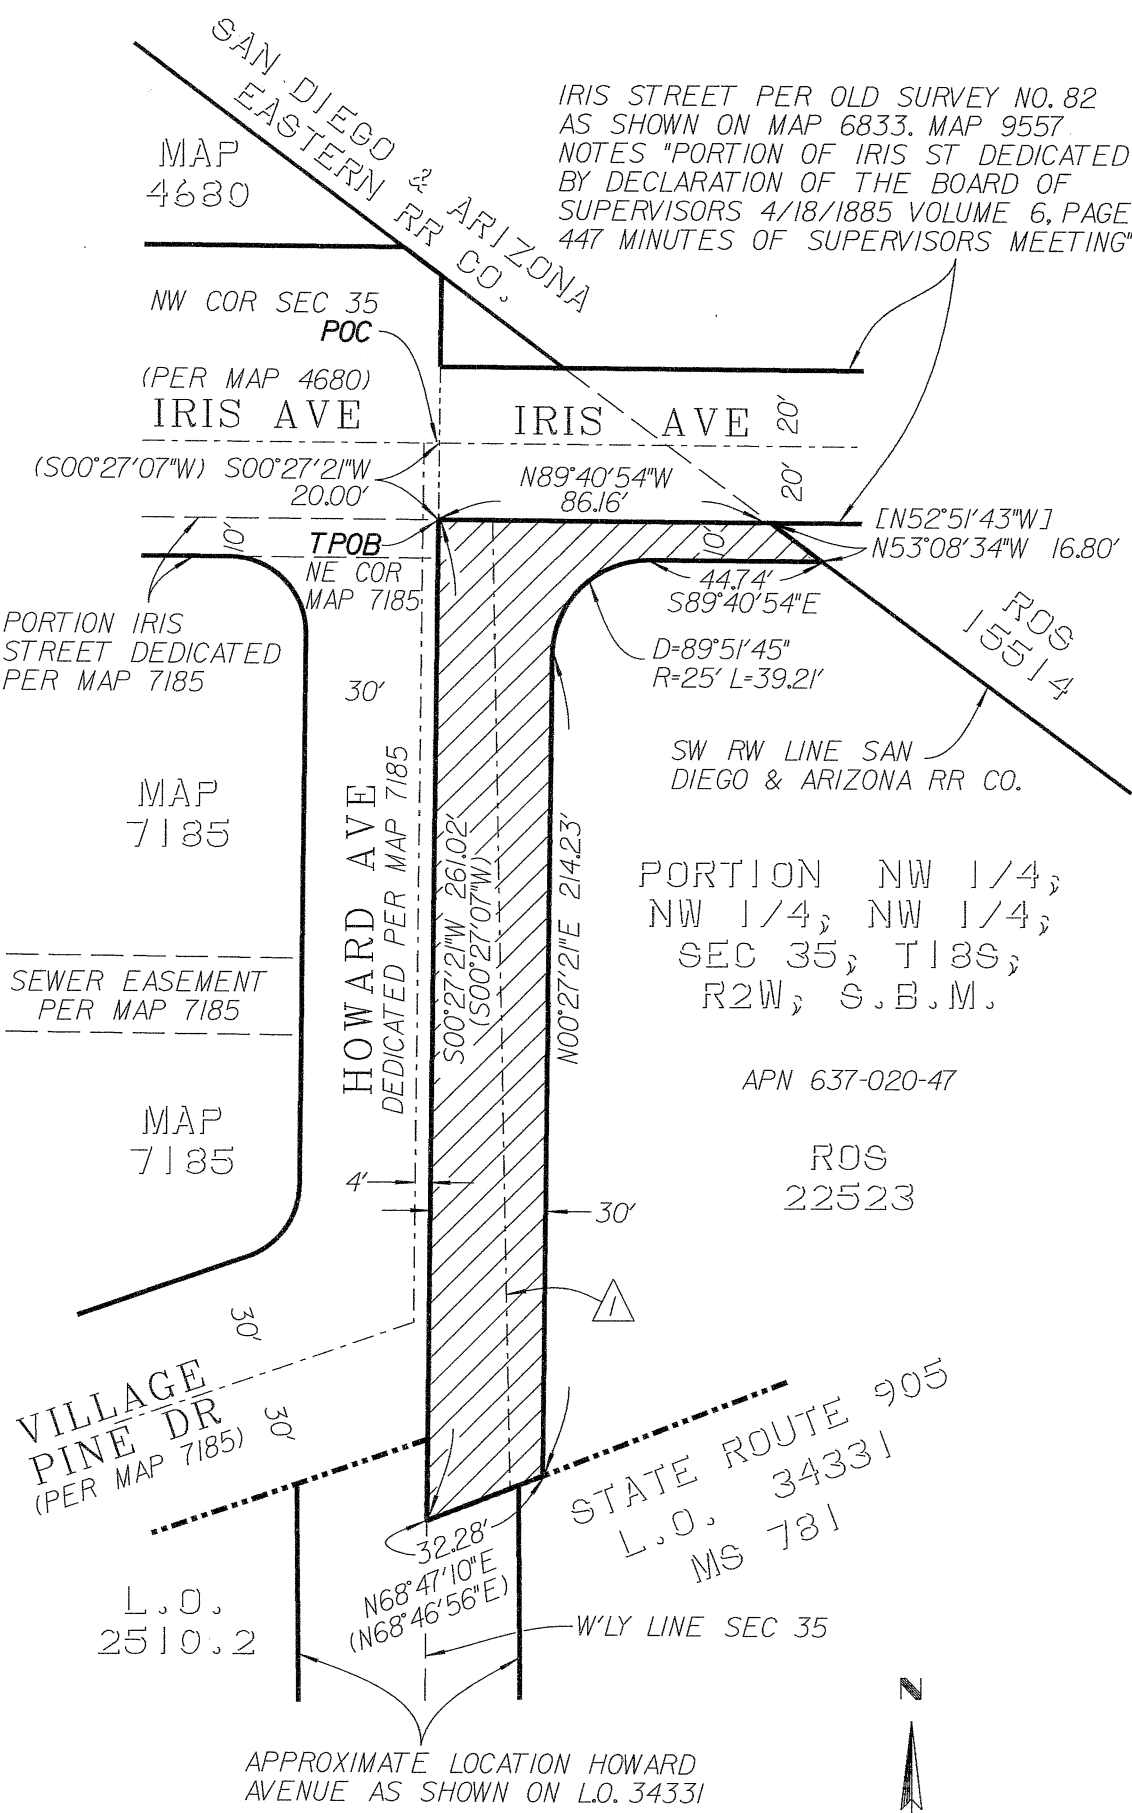 SAN DIEGO & ARIZONA
EASTERN RR CO.
MAP
4680
IRIS STREET PER OLD SURVEY NO. 82
AS SHOWN ON MAP 6833. MAP 9557
NOTES "PORTION OF IRIS ST DEDICATED
BY DECLARATION OF THE BOARD OF
SUPERVISORS 4/18/1885 VOLUME 6, PAGE
447 MINUTES OF SUPERVISORS MEETING"
NW COR SEC 35
POC
(PER MAP 4680)
IRIS AVE
IRIS AVE
20'
20'
(S00°27'07"W) S00°27'21"W
20.00'
N89°40'54"W
86.16'
[N52°51'43"W]
N53°08'34"W 16.80'
10'
10'
TPOB
NE COR
MAP 7185
44.74'
S89°40'54"E
PORTION IRIS
STREET DEDICATED
PER MAP 7185
D=89°51'45"
R=25' L=39.21'
ROS
15514
30'
SW RW LINE SAN
DIEGO & ARIZONA RR CO.
MAP
7185
HOWARD AVE
DEDICATED PER MAP 7185
S00°27'21"W 261.02'
(S00°27'07"W)
N00°27'21"E 214.23'
PORTION NW 1/4;
NW 1/4; NW 1/4;
SEC 35; T18S;
R2W; S.B.M.
SEWER EASEMENT
PER MAP 7185
APN 637-020-47
MAP
7185
ROS
22523
4'
30'
1
30'
30'
VILLAGE
PINE DR
(PER MAP 7185)
STATE ROUTE 905
L.O. 34331
MS 781
32.28'
N68°47'10"E
(N68°46'56"E)
L.O.
2510.2
W'LY LINE SEC 35
N
APPROXIMATE LOCATION HOWARD
AVENUE AS SHOWN ON L.O. 34331